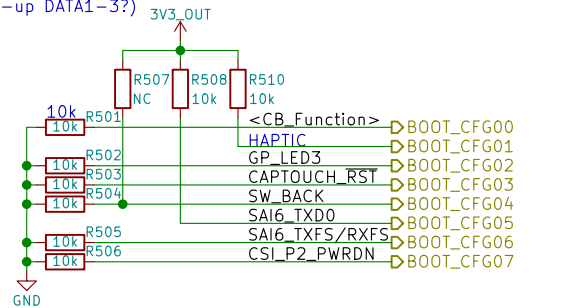 -up DATA1-3?)
3V3_OUT
R507
NC
R508
10k
R510
10k
10k
R501
10k
<CB_Function>
BOOT_CFG00
HAPTIC
BOOT_CFG01
R502
10k
GP_LED3
BOOT_CFG02
R503
10k
CAPTOUCH_RST
BOOT_CFG03
R504
10k
SW_BACK
BOOT_CFG04
SAI6_TXD0
BOOT_CFG05
R505
10k
SAI6_TXFS/RXFS
BOOT_CFG06
R506
10k
CSI_P2_PWRDN
BOOT_CFG07
GND